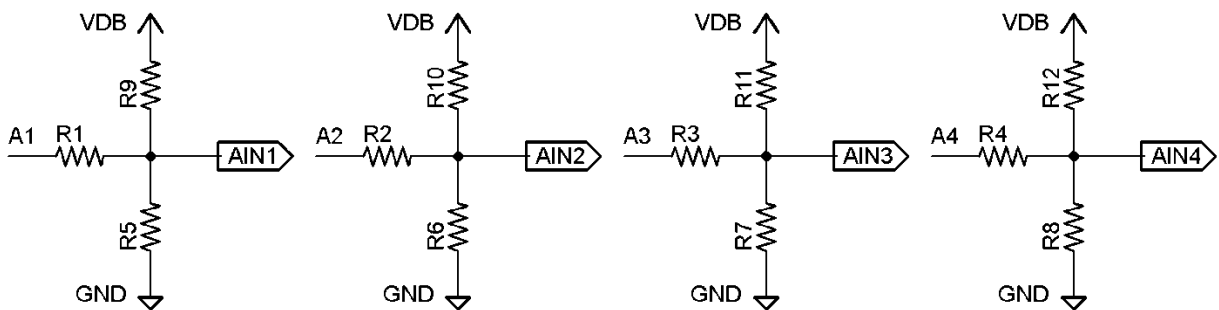 VDB VDB VDB VDB
R9 R10 R11 R12
A1 R1 AIN1 A2 R2 AIN2 A3 R3 AIN3 A4 R4 AIN4
R5 R6 R7 R8
GND GND GND GND